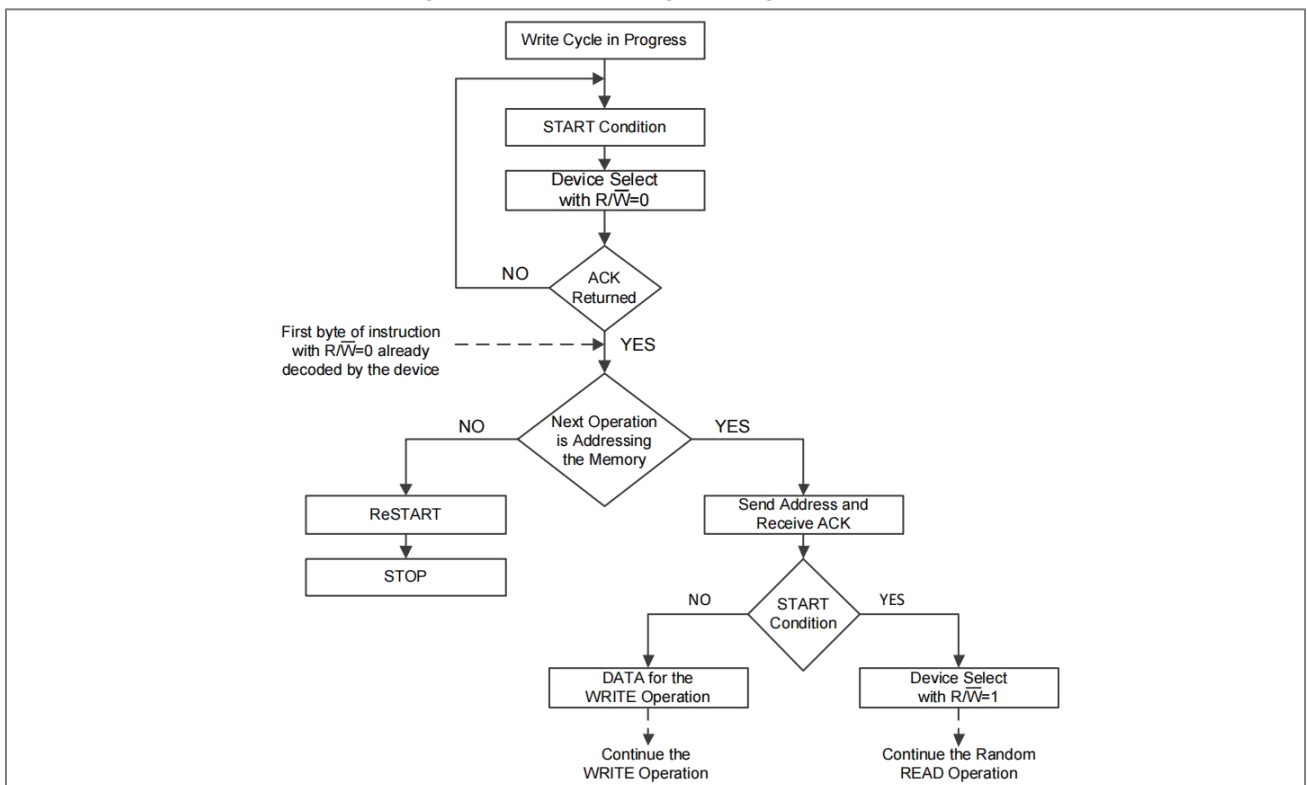 Write Cycle in Progress
START Condition
Device Select
with R/W̅=0
NO
ACK
Returned
First byte of instruction
with R/W̅=0 already
decoded by the device
YES
NO
Next Operation
is Addressing
the Memory
YES
ReSTART
Send Address and
Receive ACK
STOP
NO
START
Condition
YES
DATA for the
WRITE Operation
Device Select
with R/W̅=1
Continue the
WRITE Operation
Continue the Random
READ Operation